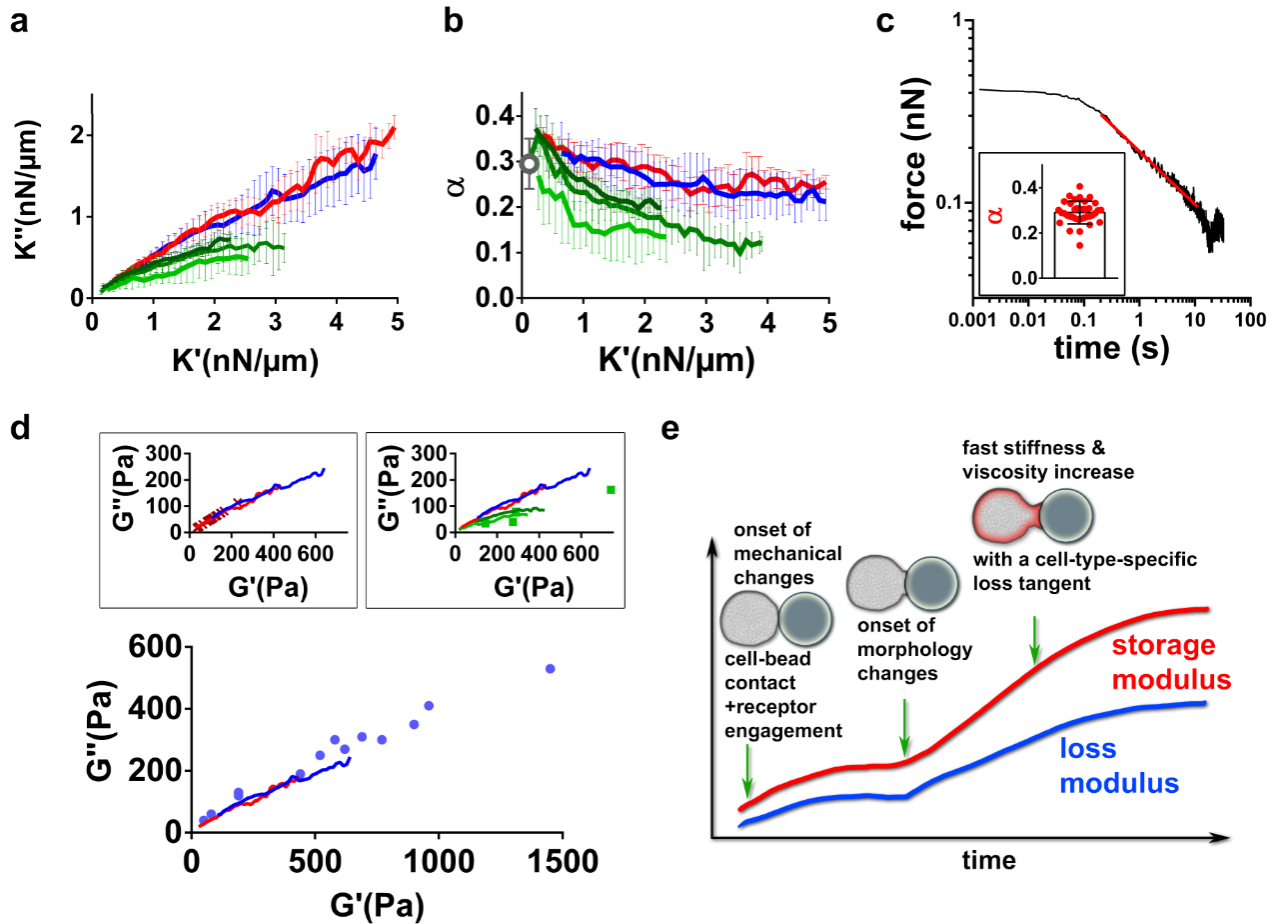 a
K''(nN/µm)
2
1
0
0 1 2 3 4 5
K'(nN/µm)
b
α
0.4
0.3
0.2
0.1
0.0
0 1 2 3 4 5
K'(nN/µm)
c
force (nN)
1
0.1
0.001 0.01 0.1 1 10 100
time (s)
α
0.4
0.2
0.0
d
G''(Pa)
300
200
100
0
0 200 400 600
G'(Pa)
G''(Pa)
300
200
100
0
0 200 400 600
G'(Pa)
G''(Pa)
600
400
200
0
0 500 1000 1500
G'(Pa)
e
fast stiffness &
viscosity increase
with a cell-type-specific
loss tangent
onset of
mechanical
changes
cell-bead
contact
+receptor
engagement
onset of
morphology
changes
storage
modulus
loss
modulus
time